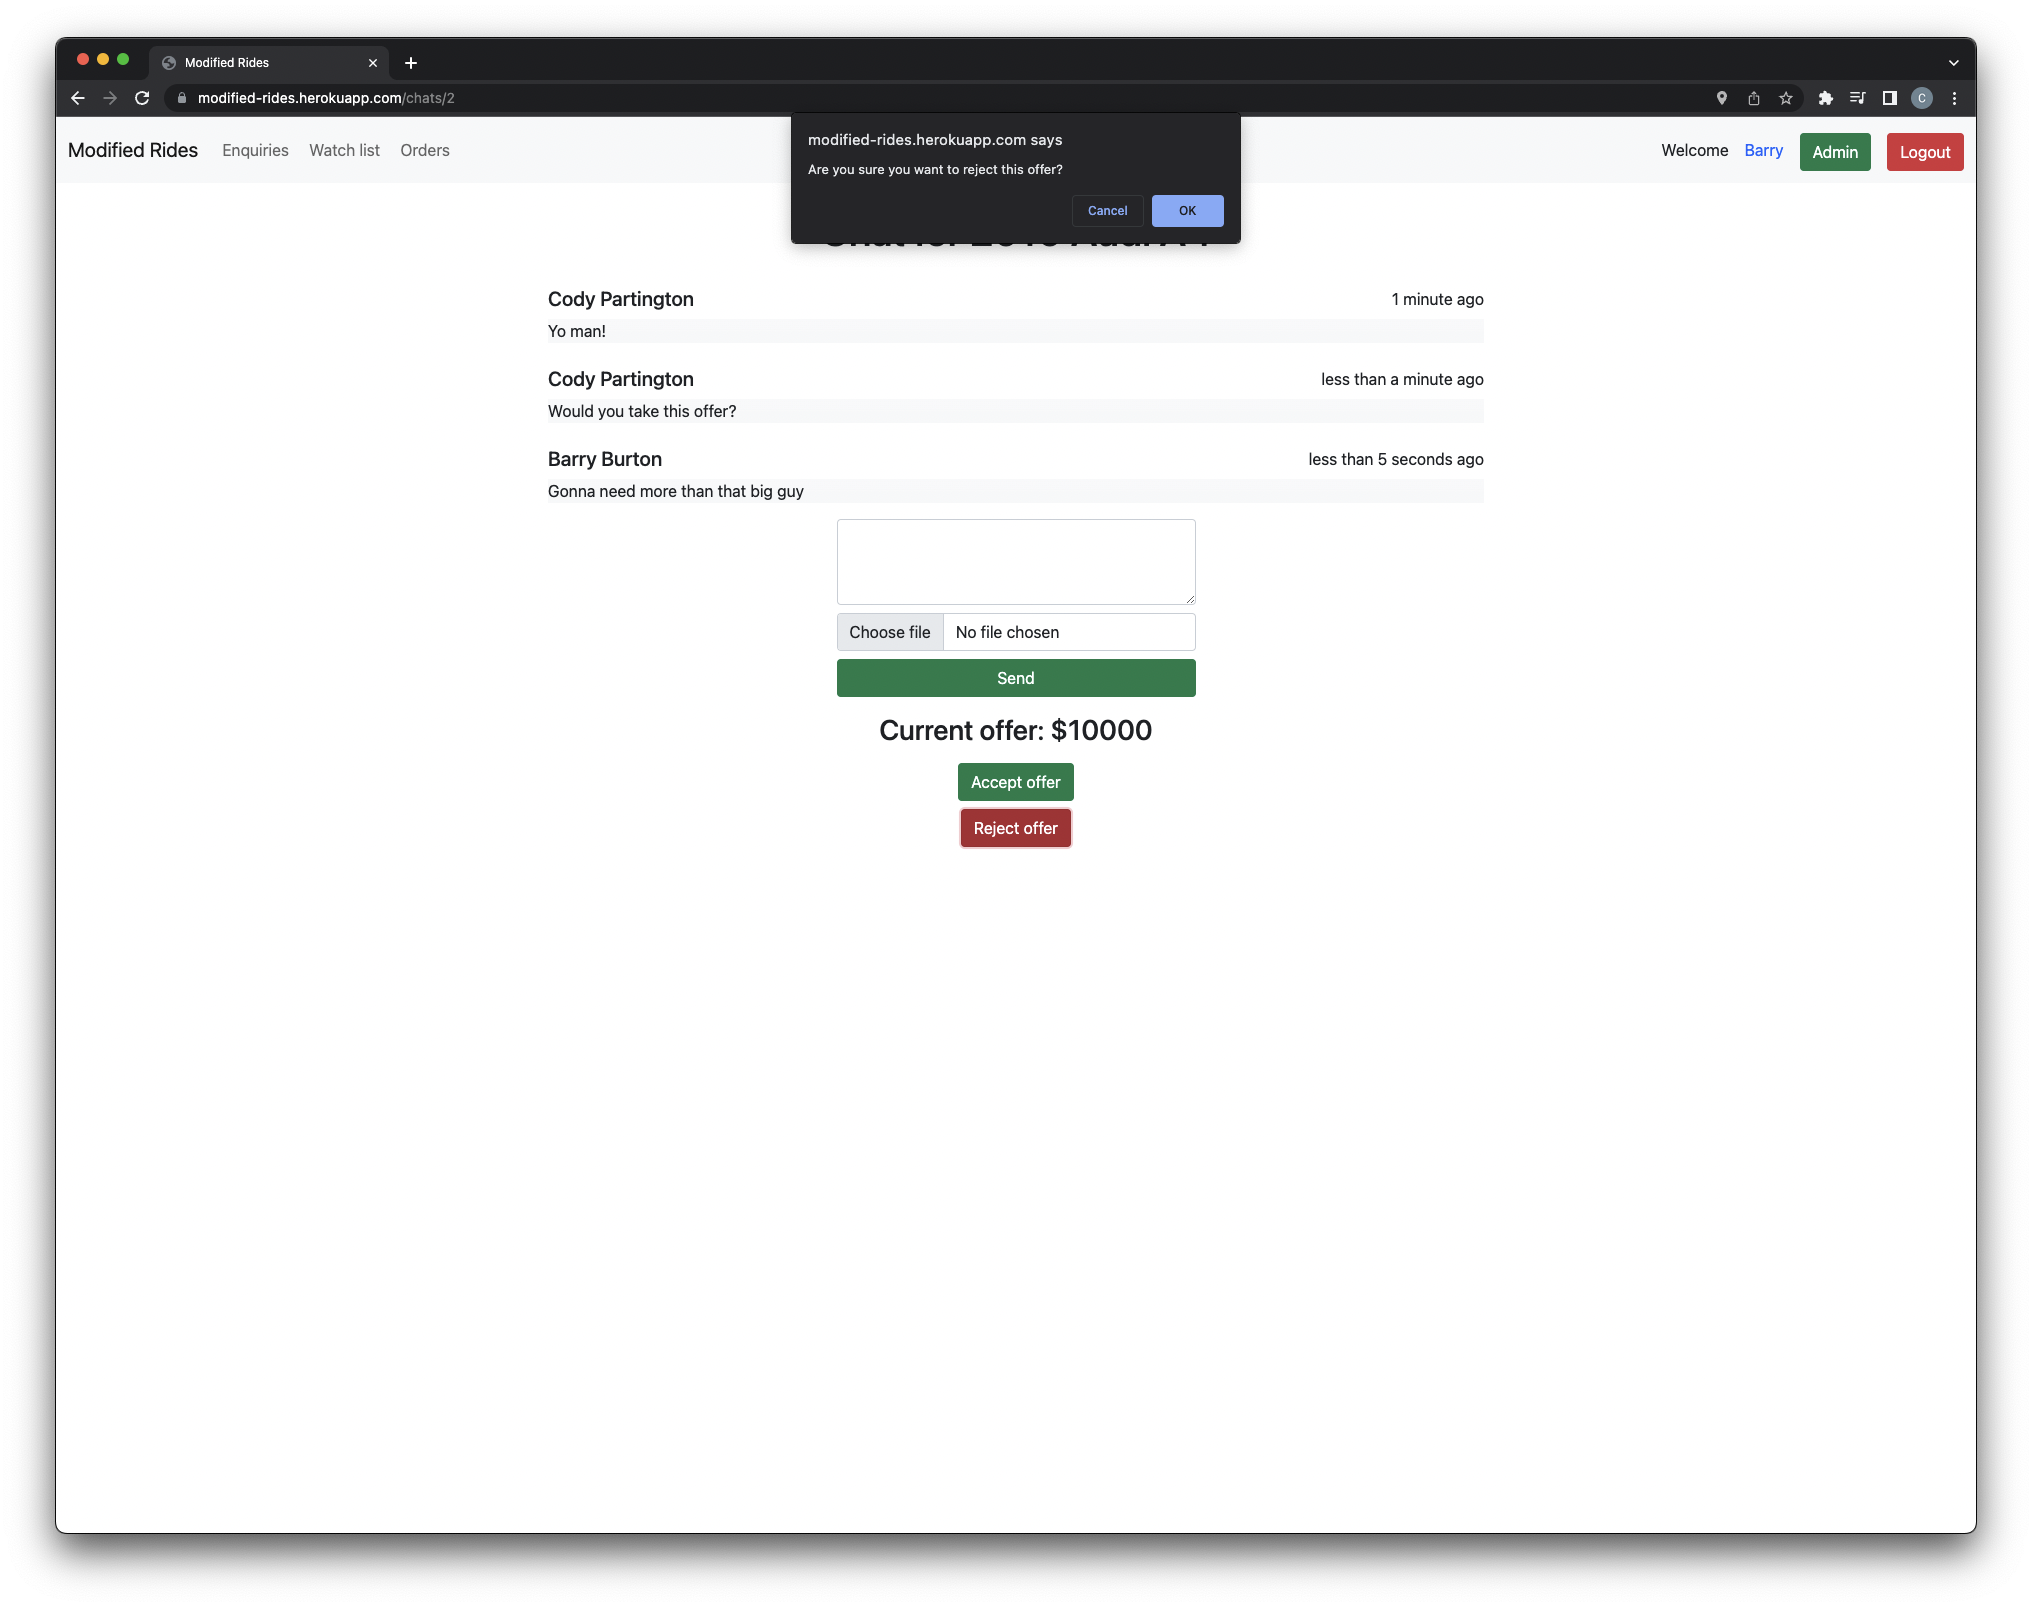 Modified Rides
modified-rides.herokuapp.com/chats/2
C
modified-rides.herokuapp.com says
Are you sure you want to reject this offer?
Cancel OK
Modified Rides Enquiries Watch list Orders
Welcome Barry Admin Logout
Cody Partington 1 minute ago
Yo man!
Cody Partington less than a minute ago
Would you take this offer?
Barry Burton less than 5 seconds ago
Gonna need more than that big guy
Choose file No file chosen
Send
Current offer: $10000
Accept offer
Reject offer